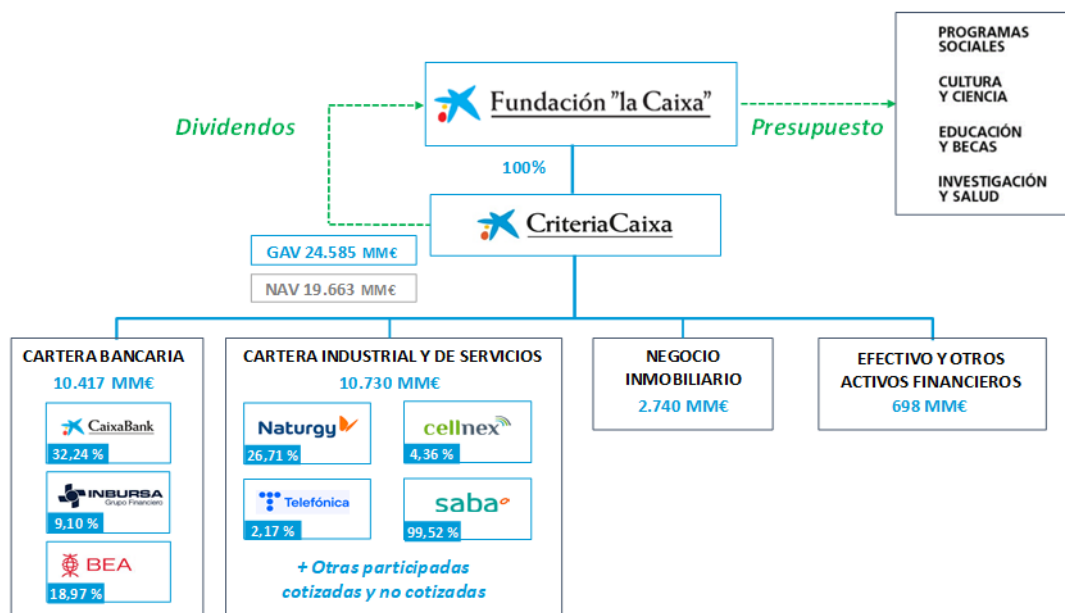 PROGRAMAS
SOCIALES
CULTURA
Y CIENCIA
EDUCACIÓN
Y BECAS
INVESTIGACIÓN
Y SALUD
Fundación "la Caixa"
Dividendos
Presupuesto
100%
CriteriaCaixa
GAV 24.585 MM€
NAV 19.663 MM€
CARTERA BANCARIA
10.417 MM€
CaixaBank
32,24 %
INBURSA
Grupo Financiero
9,10 %
BEA
18,97 %
CARTERA INDUSTRIAL Y DE SERVICIOS
10.730 MM€
Naturgy
26,71 %
cellnex
4,36 %
Telefónica
2,17 %
saba
99,52 %
+ Otras participadas
cotizadas y no cotizadas
NEGOCIO
INMOBILIARIO
2.740 MM€
EFECTIVO Y OTROS
ACTIVOS FINANCIEROS
698 MM€